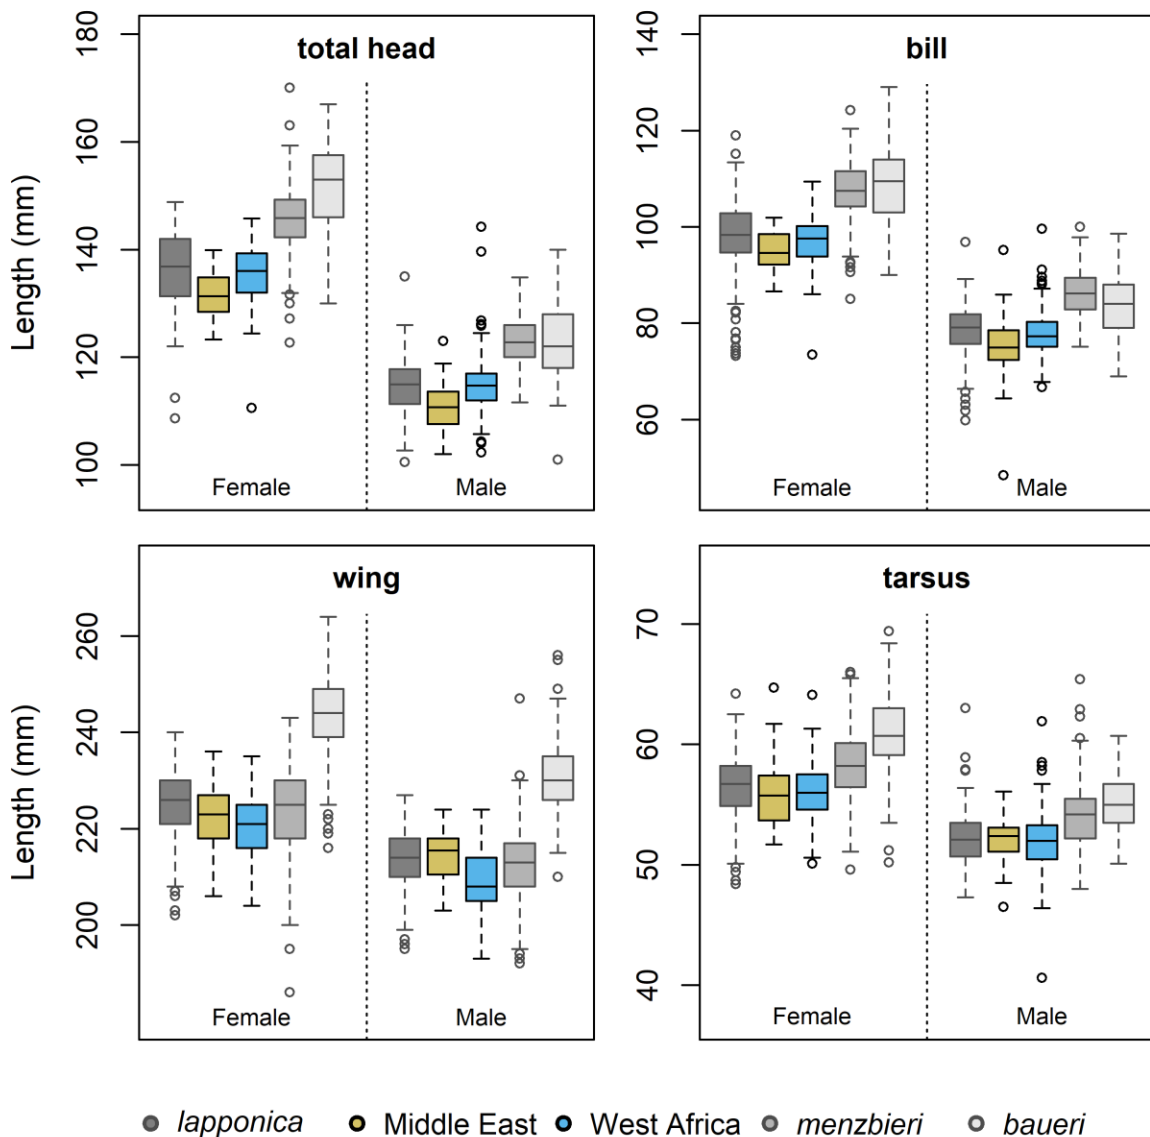 total head
bill
Length (mm)
180
160
140
120
100
Female
Male
140
120
100
80
60
Female
Male
wing
tarsus
Length (mm)
260
240
220
200
Female
Male
70
60
50
40
Female
Male
lapponica Middle East West Africa menzbieri baueri